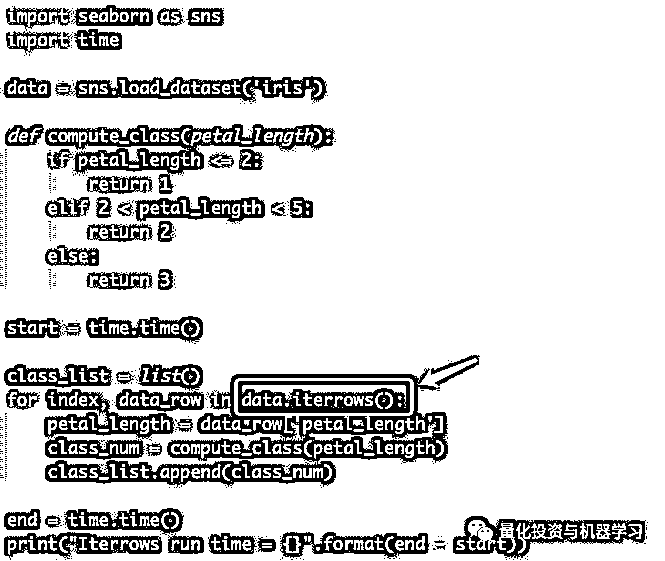 import seaborn as sns
import time
data = sns.load_dataset('iris')
def compute_class(petal_length):
if petal_length <= 2:
return 1
elif 2 < petal_length < 5:
return 2
else:
return 3
start = time.time()
class_list = list()
for index, data_row in data.iterrows():
petal_length = data_row['petal_length']
class_num = compute_class(petal_length)
class_list.append(class_num)
end = time.time()
print("Iterrows run time = {}".format(end - start))
量化投资与机器学习